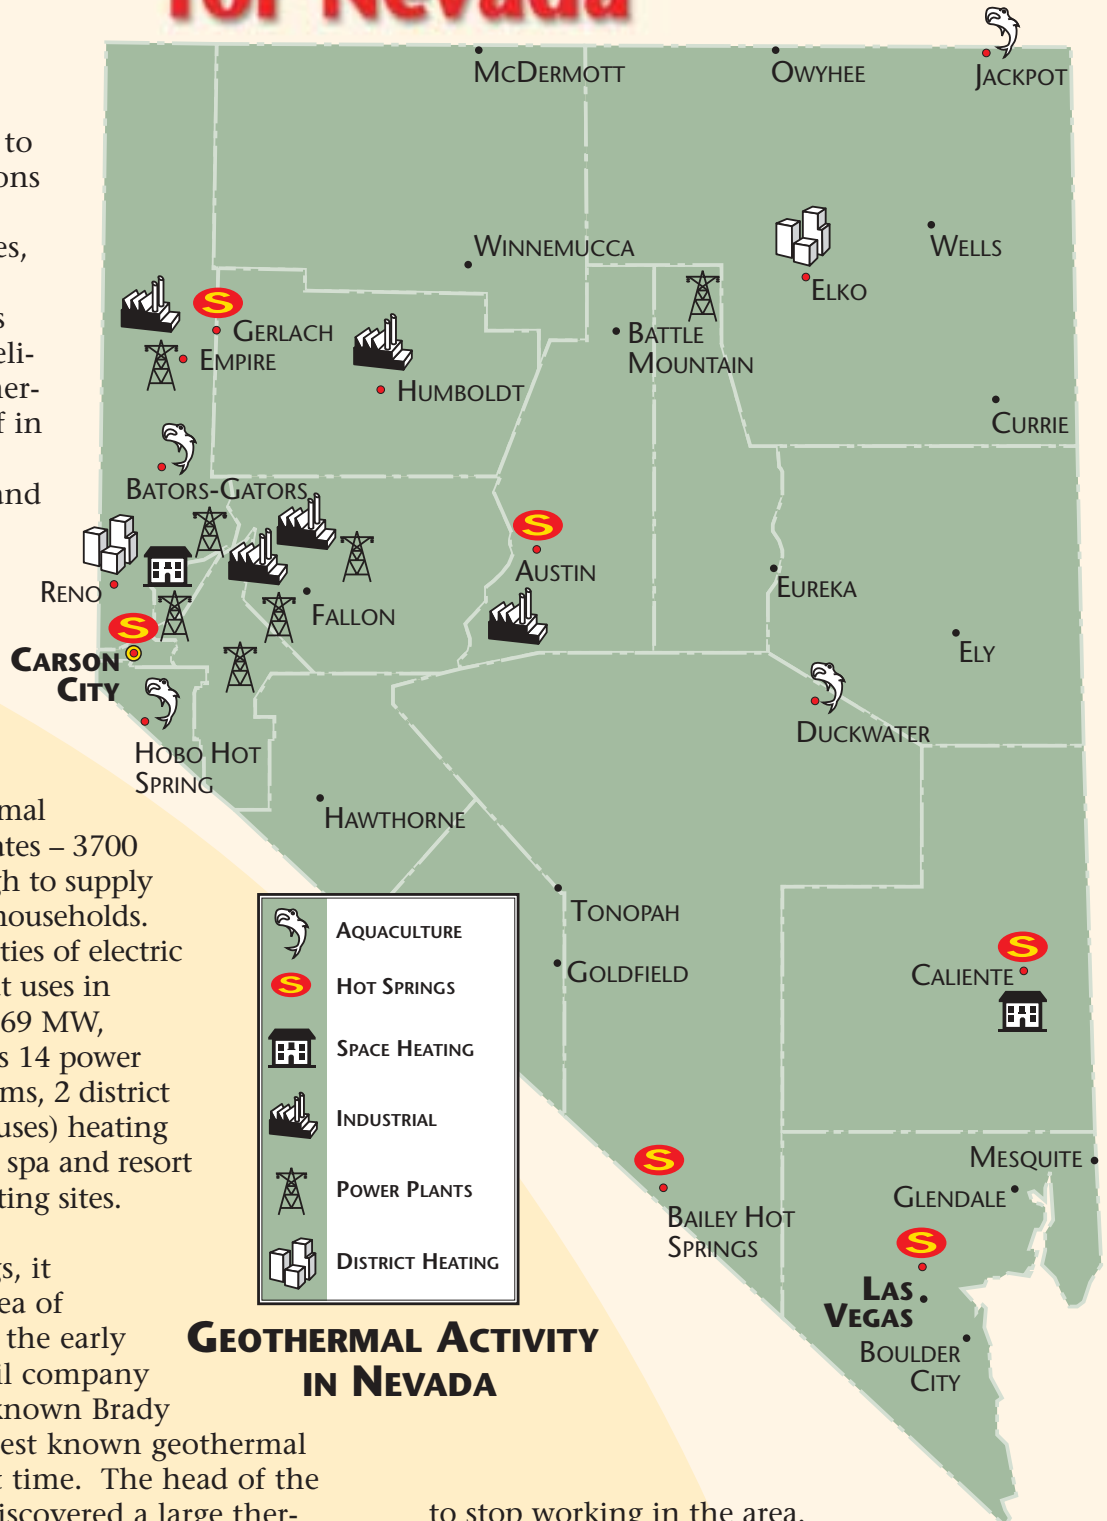 for Nevada
to
ons
es,
s
eli-
her-
f in
and
McDermott
Owyhee
Jackpot
Winnemucca
Wells
Elko
S
Gerlach
Empire
Battle
Mountain
Humboldt
Currie
Bators-Gators
S
Austin
Reno
Fallon
Eureka
S
Carson
City
Ely
Duckwater
Hobo Hot
Spring
Hawthorne
Tonopah
Goldfield
S
Caliente
S
Bailey Hot
Springs
Mesquite
Glendale
S
Las
Vegas
Boulder
City
mal
ates – 3700
gh to supply
households.
ties of electric
at uses in
69 MW,
s 14 power
ms, 2 district
uses) heating
spa and resort
ting sites.
gs, it
ea of
the early
il company
known Brady
est known geothermal
t time. The head of the
discovered a large ther-
Aquaculture
S
Hot Springs
Space Heating
Industrial
Power Plants
District Heating
Geothermal Activity
in Nevada
to stop working in the area.